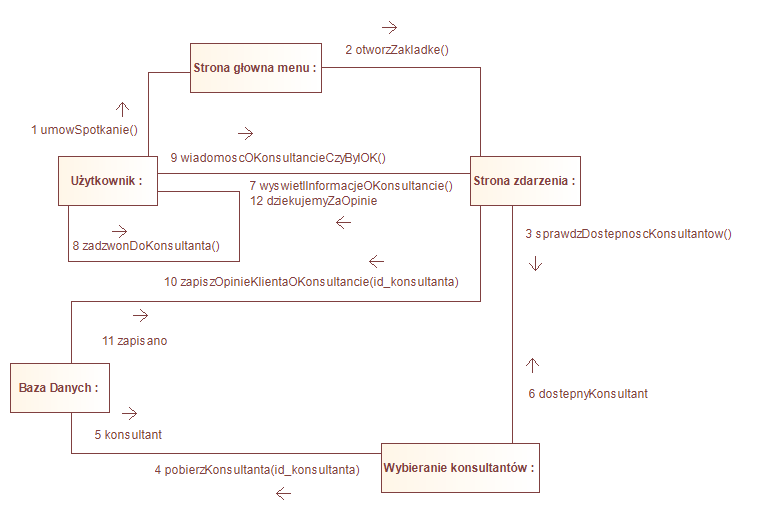 2 otworzZakladke()
Strona głowna menu :
1 umowSpotkanie()
9 wiadomoscOKonsultancieCzyBylOK()
Użytkownik :
Strona zdarzenia :
7 wyswietlInformacjeOKonsultancie()
12 dziekujemyZaOpinie
8 zadzwonDoKonsultanta()
3 sprawdzDostepnoscKonsultantow()
10 zapiszOpinieKlientaOKonsultancie(id_konsultanta)
11 zapisano
Baza Danych :
6 dostepnyKonsultant
5 konsultant
4 pobierzKonsultanta(id_konsultanta)
Wybieranie konsultantów :